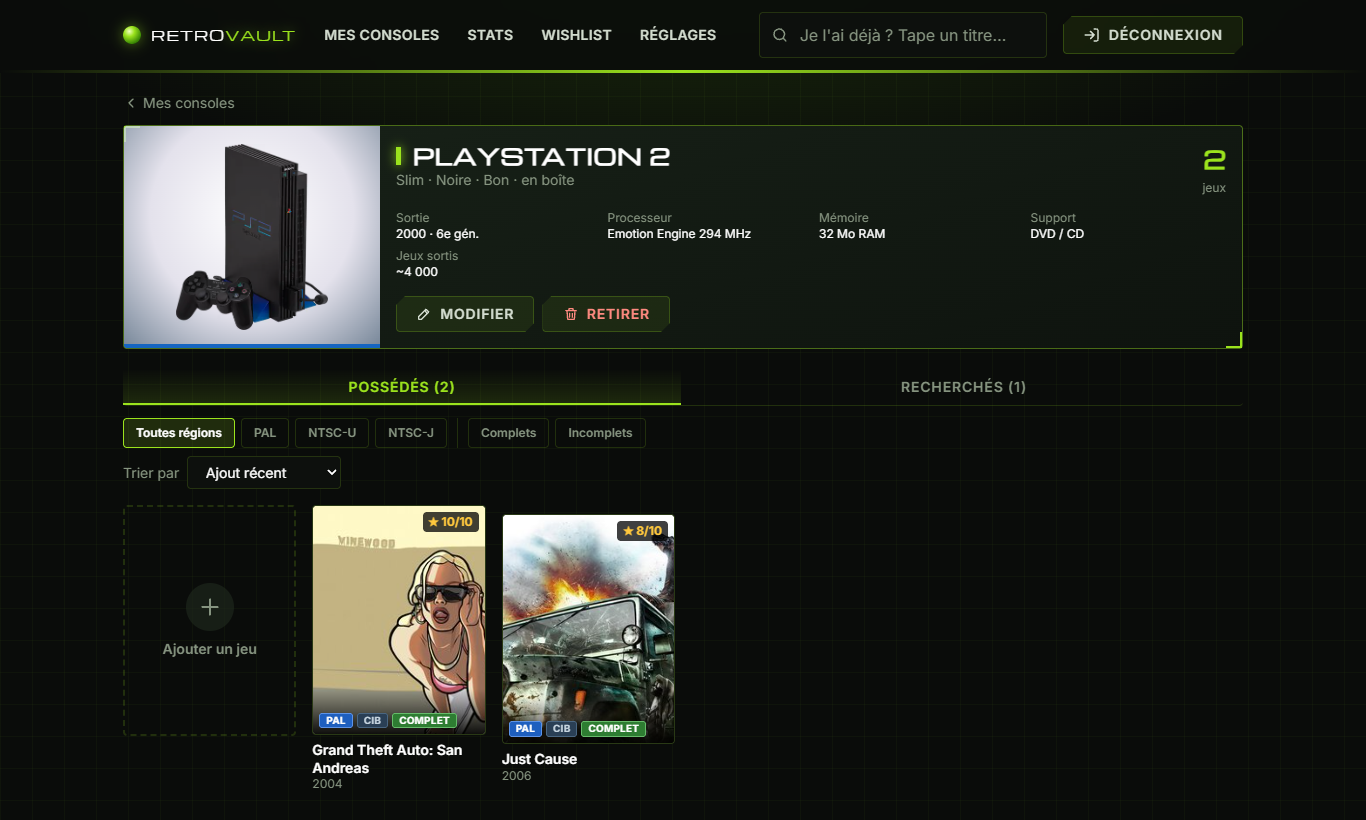 RETROVAULT
MES CONSOLES
STATS
WISHLIST
RÉGLAGES
Je l'ai déjà ? Tape un titre...
DÉCONNEXION
Mes consoles
PLAYSTATION 2
Slim · Noire · Bon · en boîte
2
jeux
Sortie
2000 · 6e gén.
Processeur
Emotion Engine 294 MHz
Mémoire
32 Mo RAM
Support
DVD / CD
Jeux sortis
~4 000
MODIFIER
RETIRER
PS2
POSSÉDÉS (2)
RECHERCHÉS (1)
Toutes régions
PAL
NTSC-U
NTSC-J
Complets
Incomplets
Trier par
Ajout récent
Ajouter un jeu
★ 10/10
VINEWOOD
PAL
CIB
COMPLET
Grand Theft Auto: San
Andreas
2004
★ 8/10
PAL
CIB
COMPLET
Just Cause
2006